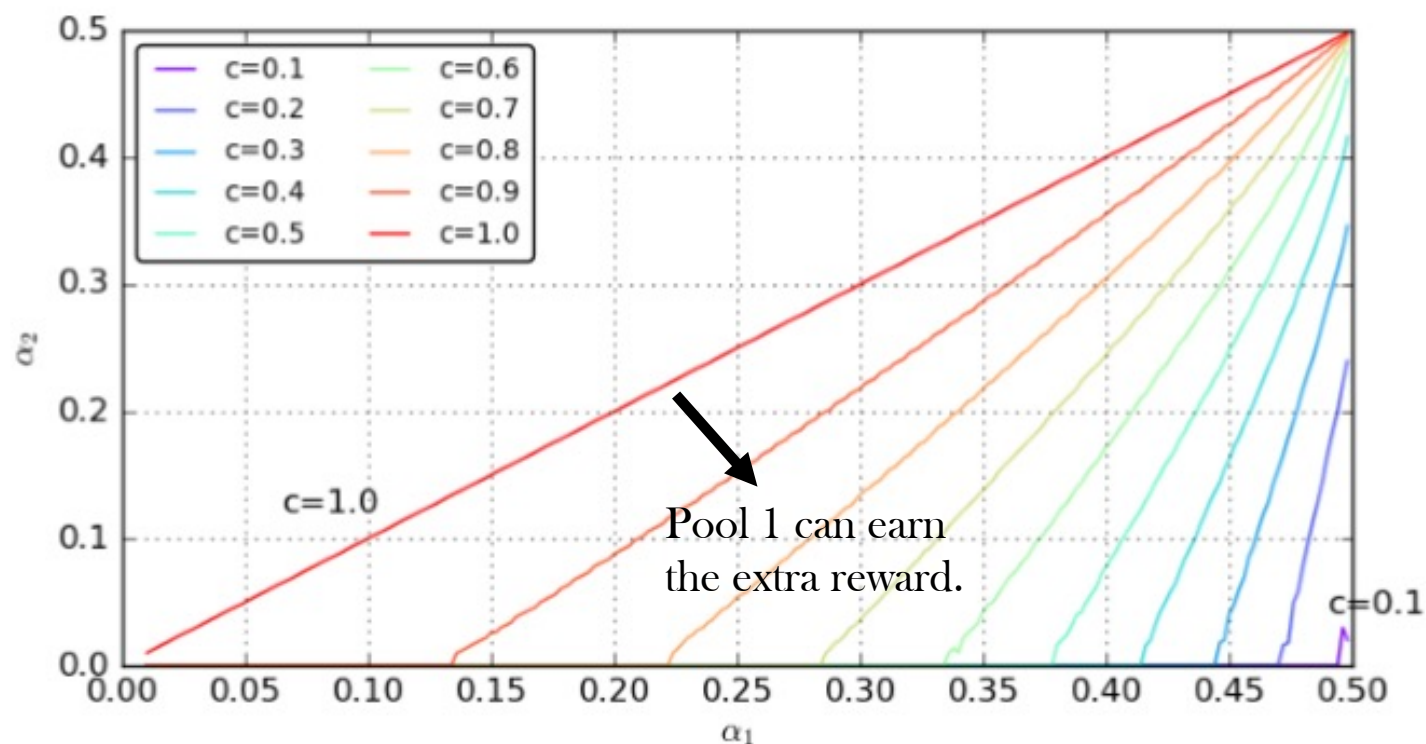 0.5
c=0.1 c=0.6
c=0.2 c=0.7
c=0.3 c=0.8
c=0.4 c=0.9
c=0.5 c=1.0
0.4
0.3
α₂
0.2
c=1.0
Pool 1 can earn
the extra reward.
0.1
c=0.1
0.0
0.00 0.05 0.10 0.15 0.20 0.25 0.30 0.35 0.40 0.45 0.50
α₁